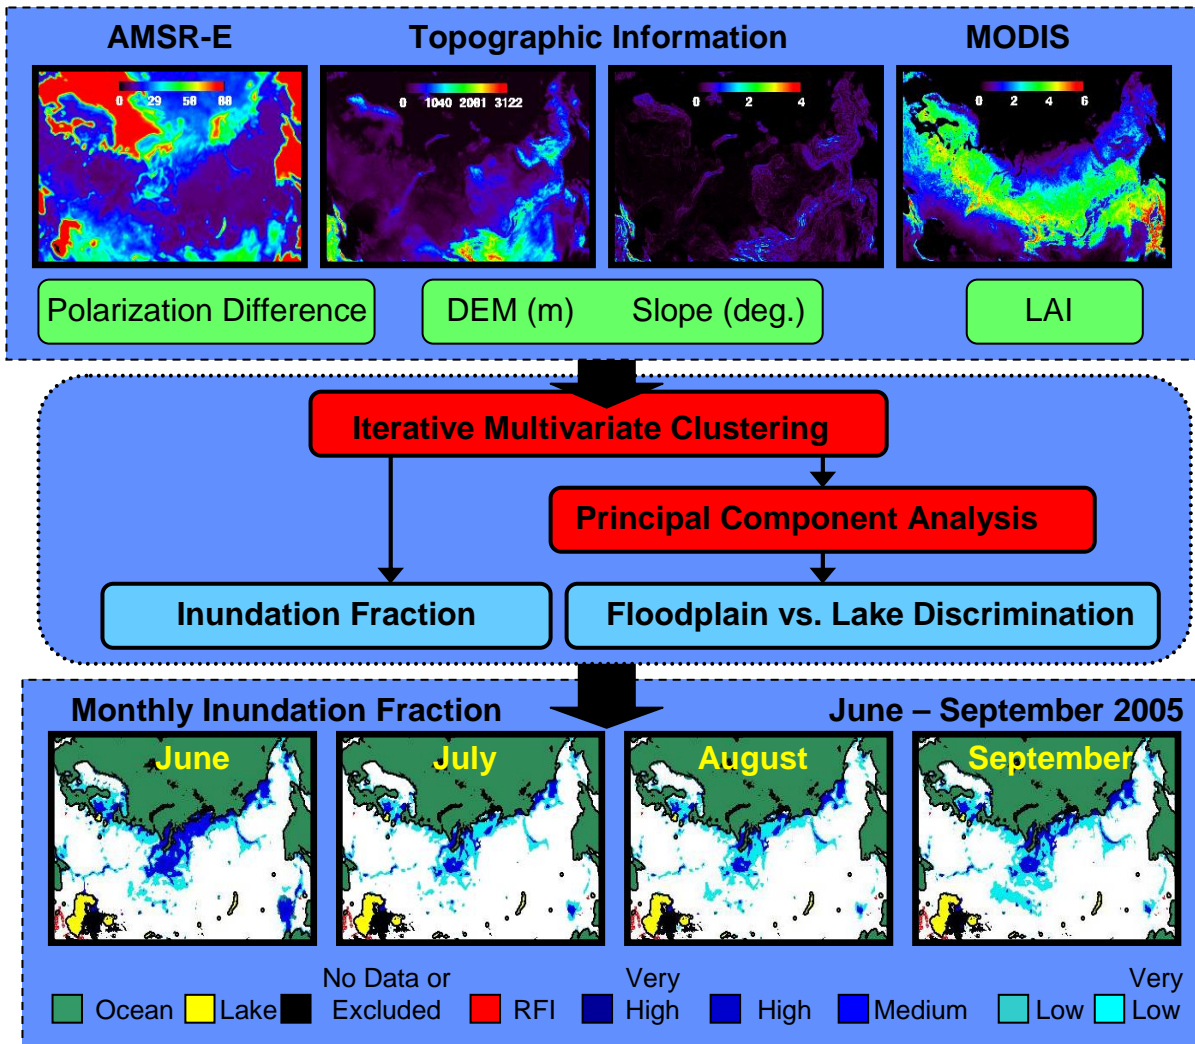 AMSR-E Topographic Information MODIS
0 29 58 88
0 1040 2081 3122
0 2 4
0 2 4 6
Polarization Difference DEM (m) Slope (deg.) LAI
Iterative Multivariate Clustering
Principal Component Analysis
Inundation Fraction Floodplain vs. Lake Discrimination
Monthly Inundation Fraction June – September 2005
June July August September
Ocean Lake No Data or Excluded RFI Very High High Medium Low Very Low